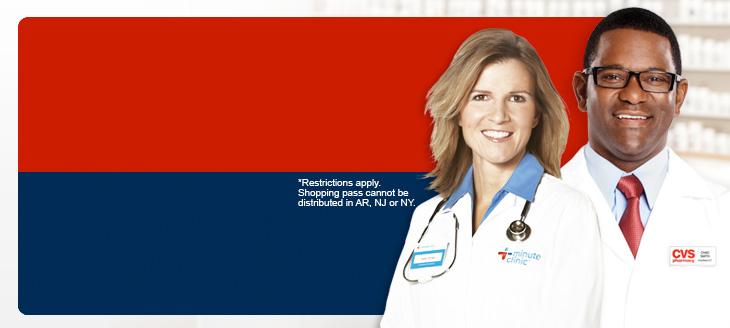 *Restrictions apply.
Shopping pass cannot be
distributed in AR, NJ or NY.
minute
clinic
CVS
pharmacy